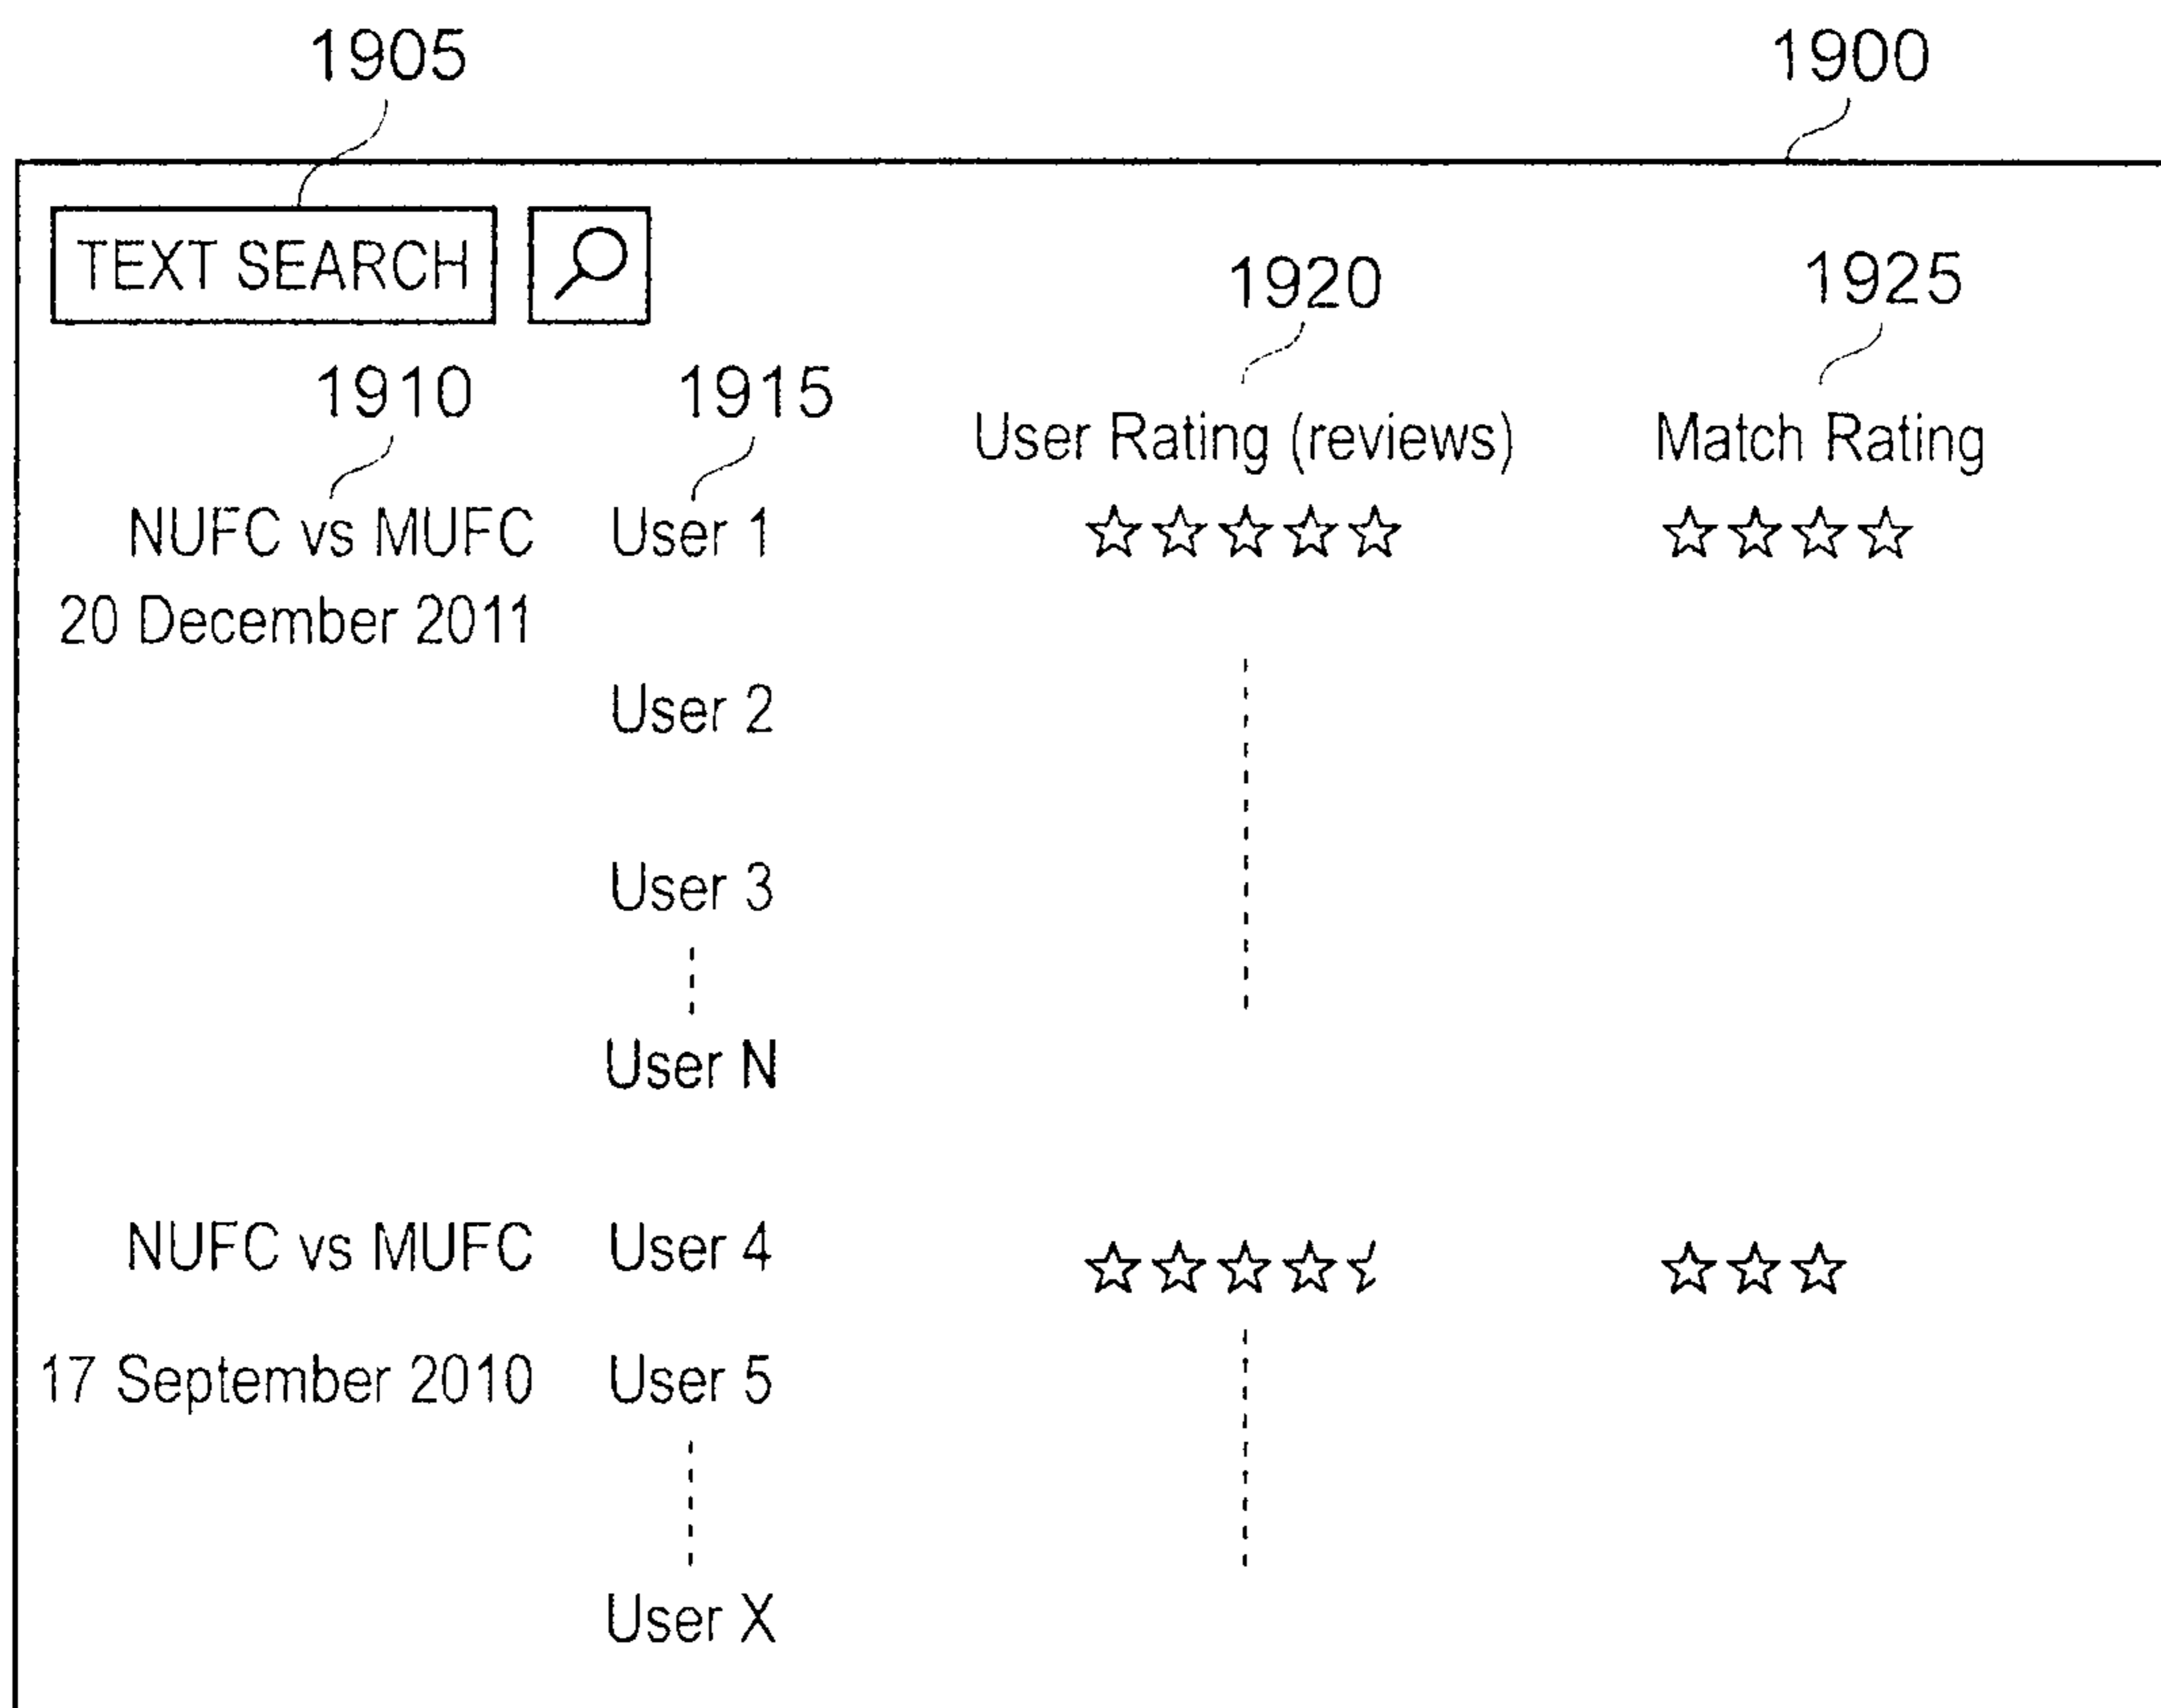 1905 1900
TEXT SEARCH
1920 1925
1910 1915
User Rating (reviews) Match Rating
NUFC vs MUFC User 1
20 December 2011
User 2
User 3
User N
NUFC vs MUFC User 4
17 September 2010 User 5
User X